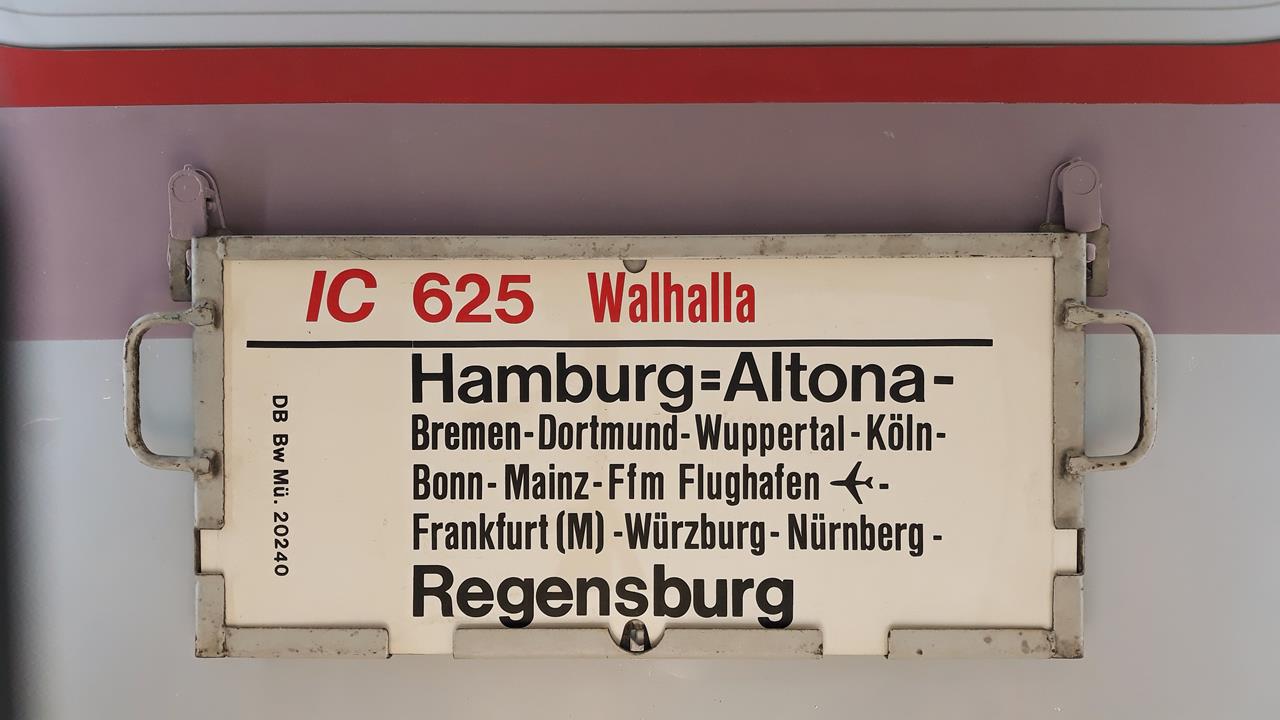 IC 625 Walhalla
Hamburg=Altona-
Bremen-Dortmund-Wuppertal-Köln-
Bonn-Mainz-Ffm Flughafen ✈-
Frankfurt (M)-Würzburg-Nürnberg-
Regensburg
DB Bw Mü. 20240